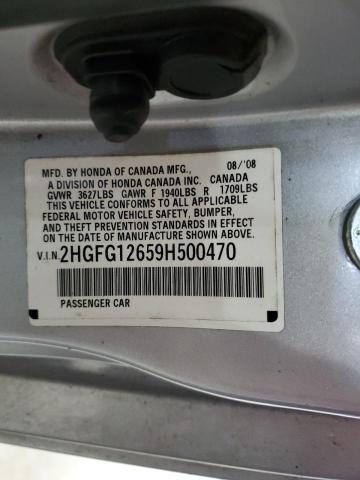 MFD. BY HONDA OF CANADA MFG., 08/'08
A DIVISION OF HONDA CANADA INC. CANADA
GVWR 3627LBS GAWR F 1940LBS R 1709LBS
THIS VEHICLE CONFORMS TO ALL APPLICABLE
FEDERAL MOTOR VEHICLE SAFETY, BUMPER,
AND THEFT PREVENTION STANDARDS IN EFFECT
ON THE DATE OF MANUFACTURE SHOWN ABOVE.
V.I.N. 2HGFG12659H500470
PASSENGER CAR